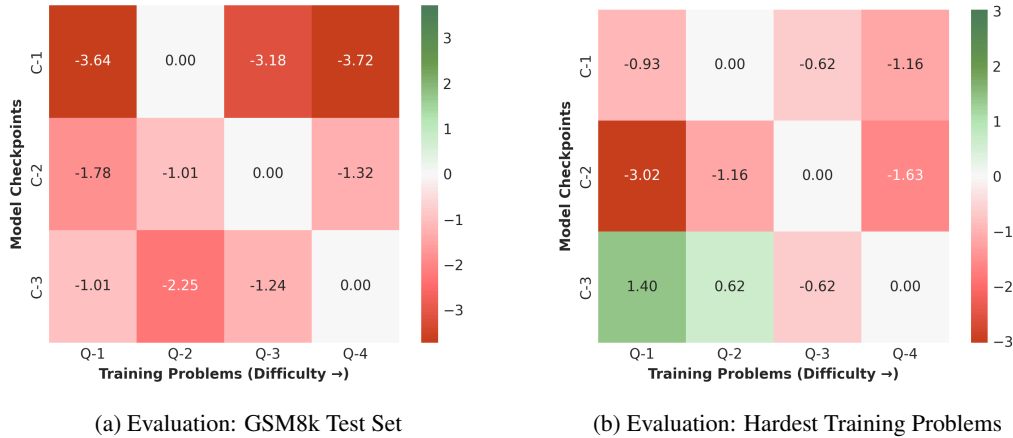 C-1 -3.64 0.00 -3.18 -3.72
C-2 -1.78 -1.01 0.00 -1.32
C-3 -1.01 -2.25 -1.24 0.00
Q-1 Q-2 Q-3 Q-4
Model Checkpoints
Training Problems (Difficulty →)
3
2
1
0
−1
−2
−3
(a) Evaluation: GSM8k Test Set
C-1 -0.93 0.00 -0.62 -1.16
C-2 -3.02 -1.16 0.00 -1.63
C-3 1.40 0.62 -0.62 0.00
Q-1 Q-2 Q-3 Q-4
Model Checkpoints
Training Problems (Difficulty →)
3
2
1
0
−1
−2
−3
(b) Evaluation: Hardest Training Problems